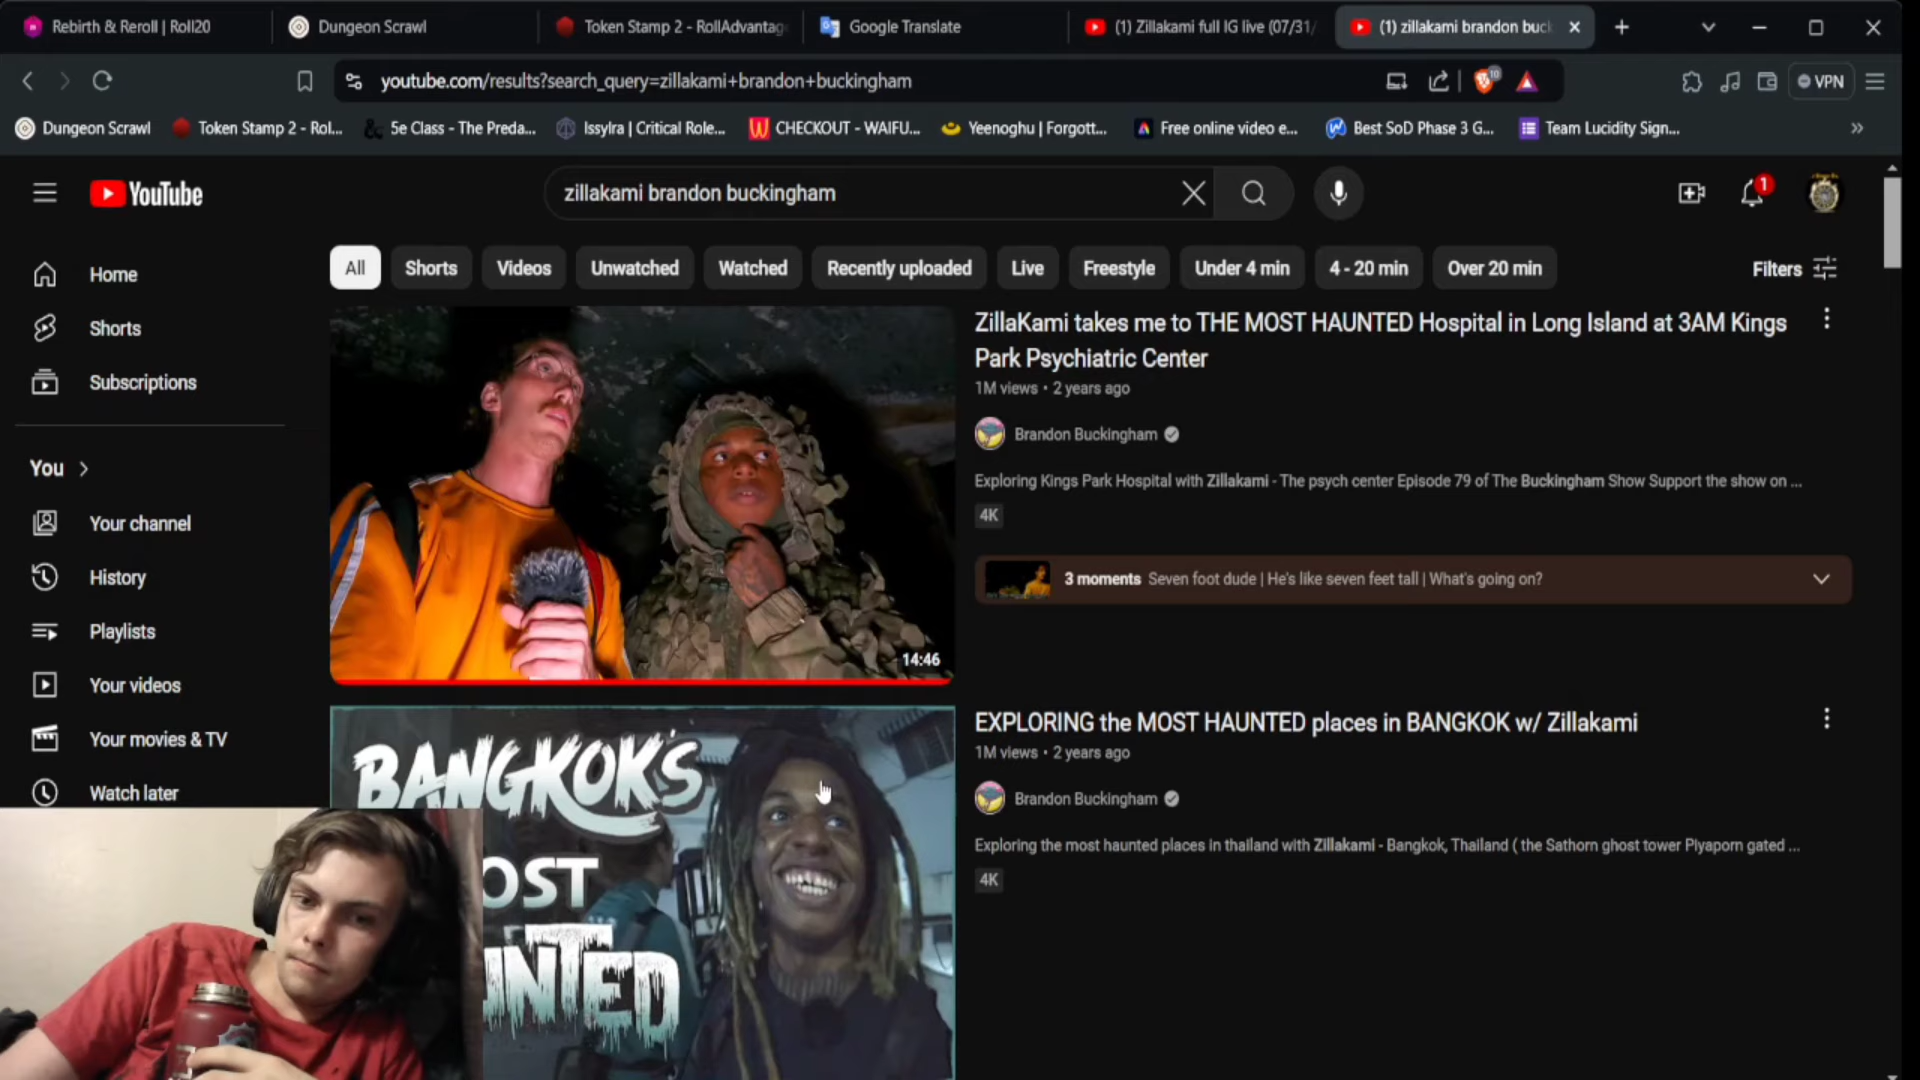 Rebirth & Reroll | Roll20
Dungeon Scrawl
Token Stamp 2 - RollAdvantag
Google Translate
(1) Zillakami full IG live (07/31/
(1) zillakami brandon buc
youtube.com/results?search_query=zillakami+brandon+buckingham
10
VPN
Dungeon Scrawl
Token Stamp 2 - Rol...
5e Class - The Preda...
Issylra | Critical Role...
CHECKOUT - WAIFU...
Yeenoghu | Forgott...
Free online video e...
Best SoD Phase 3 G...
Team Lucidity Sign...
YouTube
zillakami brandon buckingham
1
All
Shorts
Videos
Unwatched
Watched
Recently uploaded
Live
Freestyle
Under 4 min
4 - 20 min
Over 20 min
Filters
Home
Shorts
Subscriptions
You
Your channel
History
Playlists
Your videos
Your movies & TV
Watch later
14:46
ZillaKami takes me to THE MOST HAUNTED Hospital in Long Island at 3AM Kings
Park Psychiatric Center
1M views • 2 years ago
Brandon Buckingham
Exploring Kings Park Hospital with Zillakami - The psych center Episode 79 of The Buckingham Show Support the show on ...
4K
3 moments Seven foot dude | He's like seven feet tall | What's going on?
BANGKOK'S
OST
UNTED
EXPLORING the MOST HAUNTED places in BANGKOK w/ Zillakami
1M views • 2 years ago
Brandon Buckingham
Exploring the most haunted places in thailand with Zillakami - Bangkok, Thailand ( the Sathorn ghost tower Piyaporn gated ...
4K